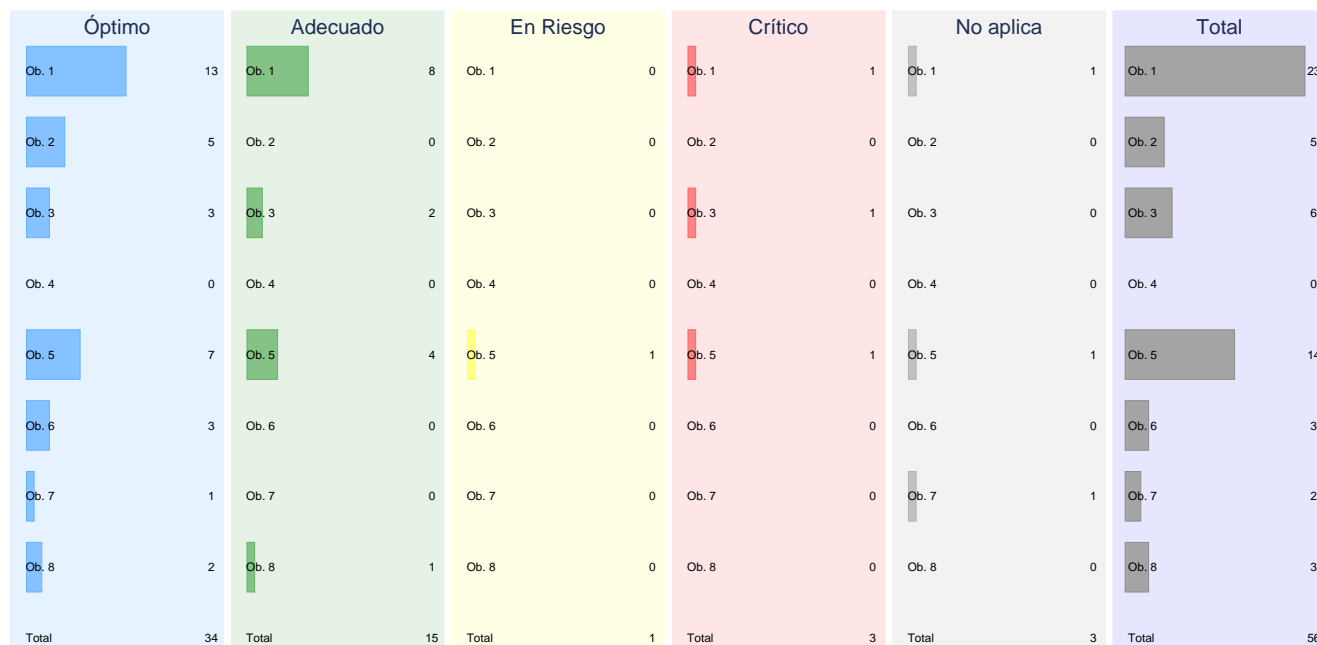 Óptimo Adecuado En Riesgo Crítico No aplica Total
Ob. 1 13 Ob. 1 8 Ob. 1 0 Ob. 1 1 Ob. 1 1 Ob. 1 23
Ob. 2 5 Ob. 2 0 Ob. 2 0 Ob. 2 0 Ob. 2 0 Ob. 2 5
Ob. 3 3 Ob. 3 2 Ob. 3 0 Ob. 3 1 Ob. 3 0 Ob. 3 6
Ob. 4 0 Ob. 4 0 Ob. 4 0 Ob. 4 0 Ob. 4 0 Ob. 4 0
Ob. 5 7 Ob. 5 4 Ob. 5 1 Ob. 5 1 Ob. 5 1 Ob. 5 14
Ob. 6 3 Ob. 6 0 Ob. 6 0 Ob. 6 0 Ob. 6 0 Ob. 6 3
Ob. 7 1 Ob. 7 0 Ob. 7 0 Ob. 7 0 Ob. 7 1 Ob. 7 2
Ob. 8 2 Ob. 8 1 Ob. 8 0 Ob. 8 0 Ob. 8 0 Ob. 8 3
Total 34 Total 15 Total 1 Total 3 Total 3 Total 56